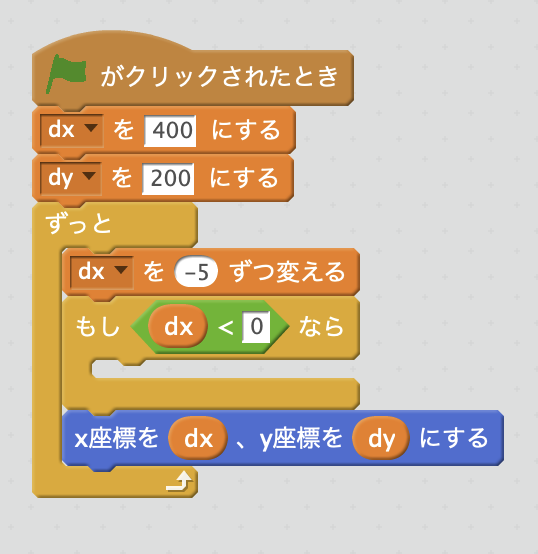 がクリックされたとき
dx を 400 にする
dy を 200 にする
ずっと
dx を -5 ずつ変える
もし dx < 0 なら
x座標を dx 、y座標を dy にする